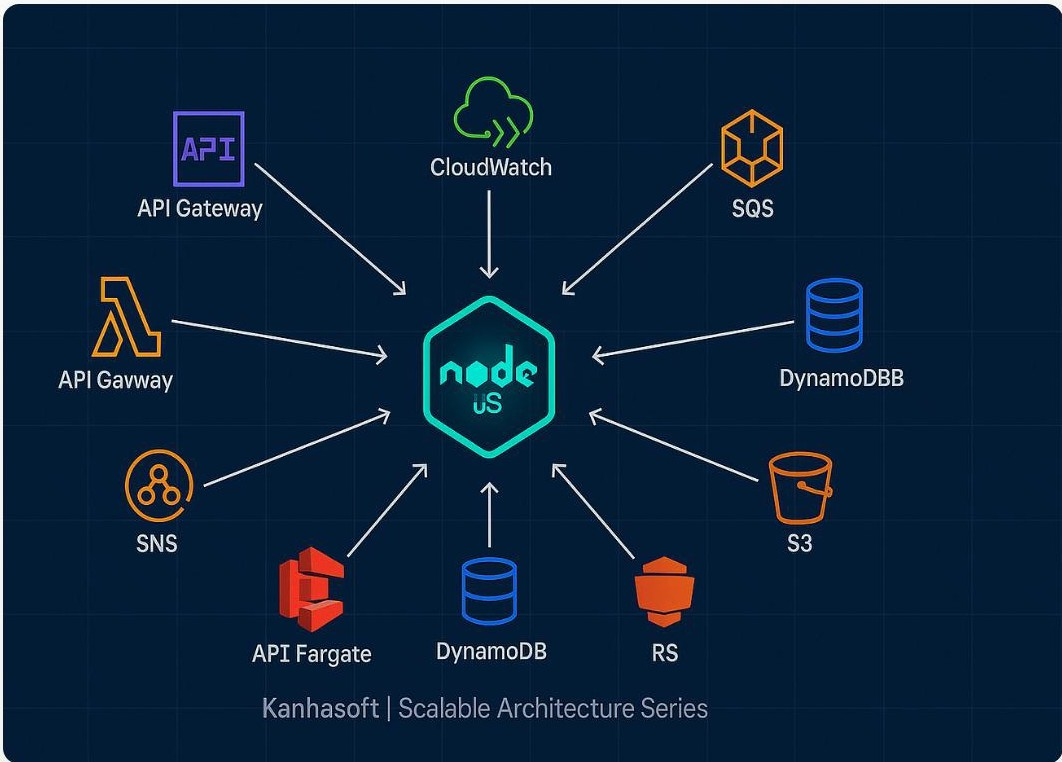 API
API Gateway
CloudWatch
SQS
API Gavway
node
uS
DynamoDBB
SNS
S3
API Fargate
DynamoDB
RS
Kanhasoft | Scalable Architecture Series